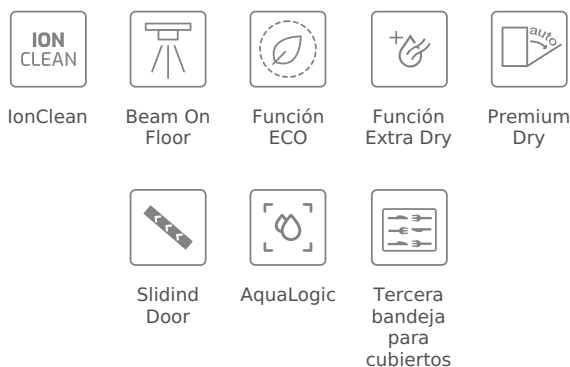 ION
CLEAN
auto
IonClean
Beam On
Floor
Función
ECO
Función
Extra Dry
Premium
Dry
Slidind
Door
AquaLogic
Tercera
bandeja
para
cubiertos